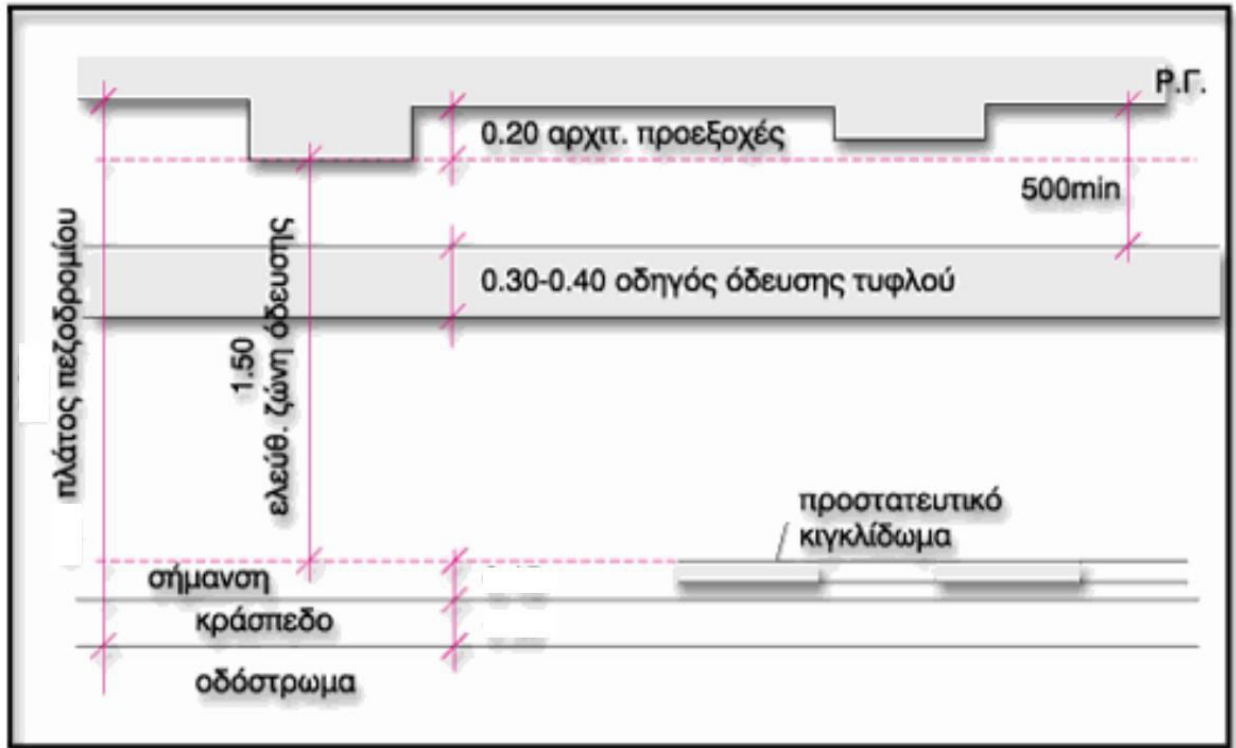 Ρ.Γ.
0.20 αρχιτ. προεξοχές
500min
0.30-0.40 οδηγός όδευσης τυφλού
πλάτος πεζοδρομίου
1.50
ελεύθ. ζώνη όδευσης
προστατευτικό
κιγκλίδωμα
σήμανση
κράσπεδο
οδόστρωμα